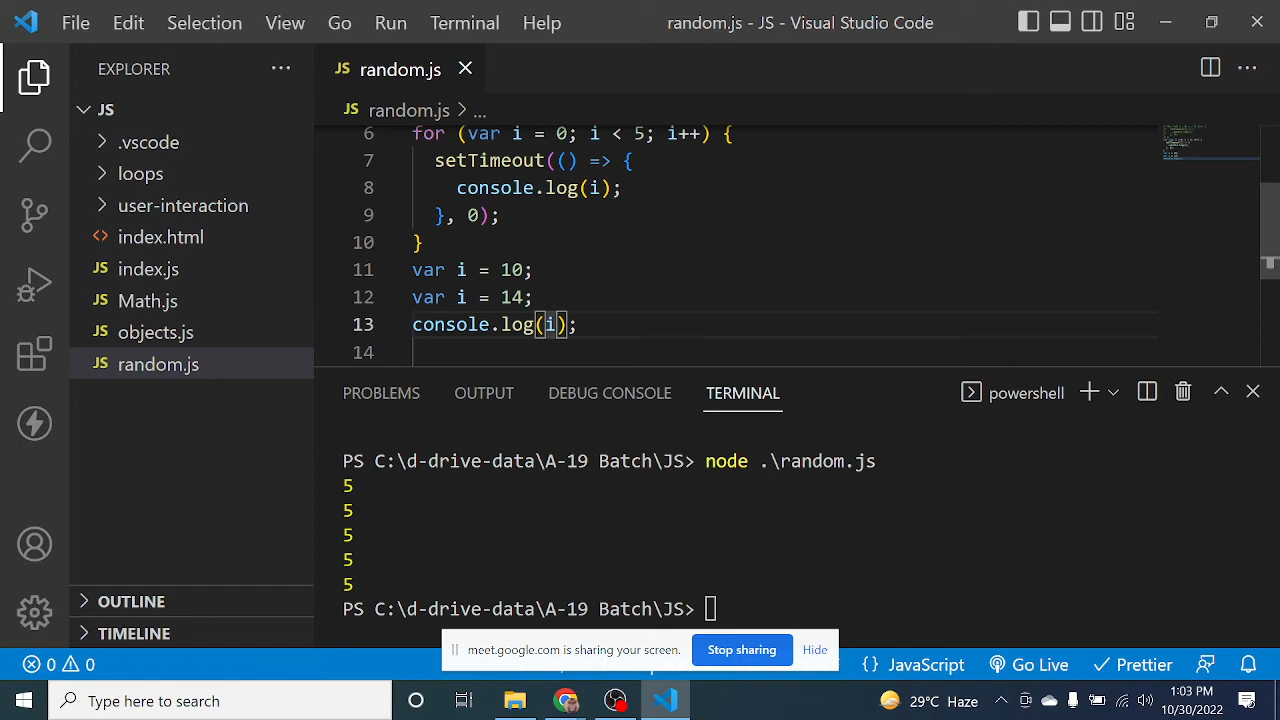 File Edit Selection View Go Run Terminal Help random.js - JS - Visual Studio Code
EXPLORER ···
JS random.js
JS
JS random.js > ...
.vscode
loops
user-interaction
<> index.html
JS index.js
JS Math.js
JS objects.js
JS random.js
OUTLINE
TIMELINE
6 for (var i = 0; i < 5; i++) {
7 setTimeout(() => {
8 console.log(i);
9 }, 0);
10 }
11 var i = 10;
12 var i = 14;
13 console.log(i);
14
PROBLEMS OUTPUT DEBUG CONSOLE TERMINAL powershell
PS C:\d-drive-data\A-19 Batch\JS> node .\random.js
5
5
5
5
5
PS C:\d-drive-data\A-19 Batch\JS>
meet.google.com is sharing your screen. Stop sharing Hide
0 0 {} JavaScript Go Live Prettier
Type here to search
29°C Haze
1:03 PM
10/30/2022